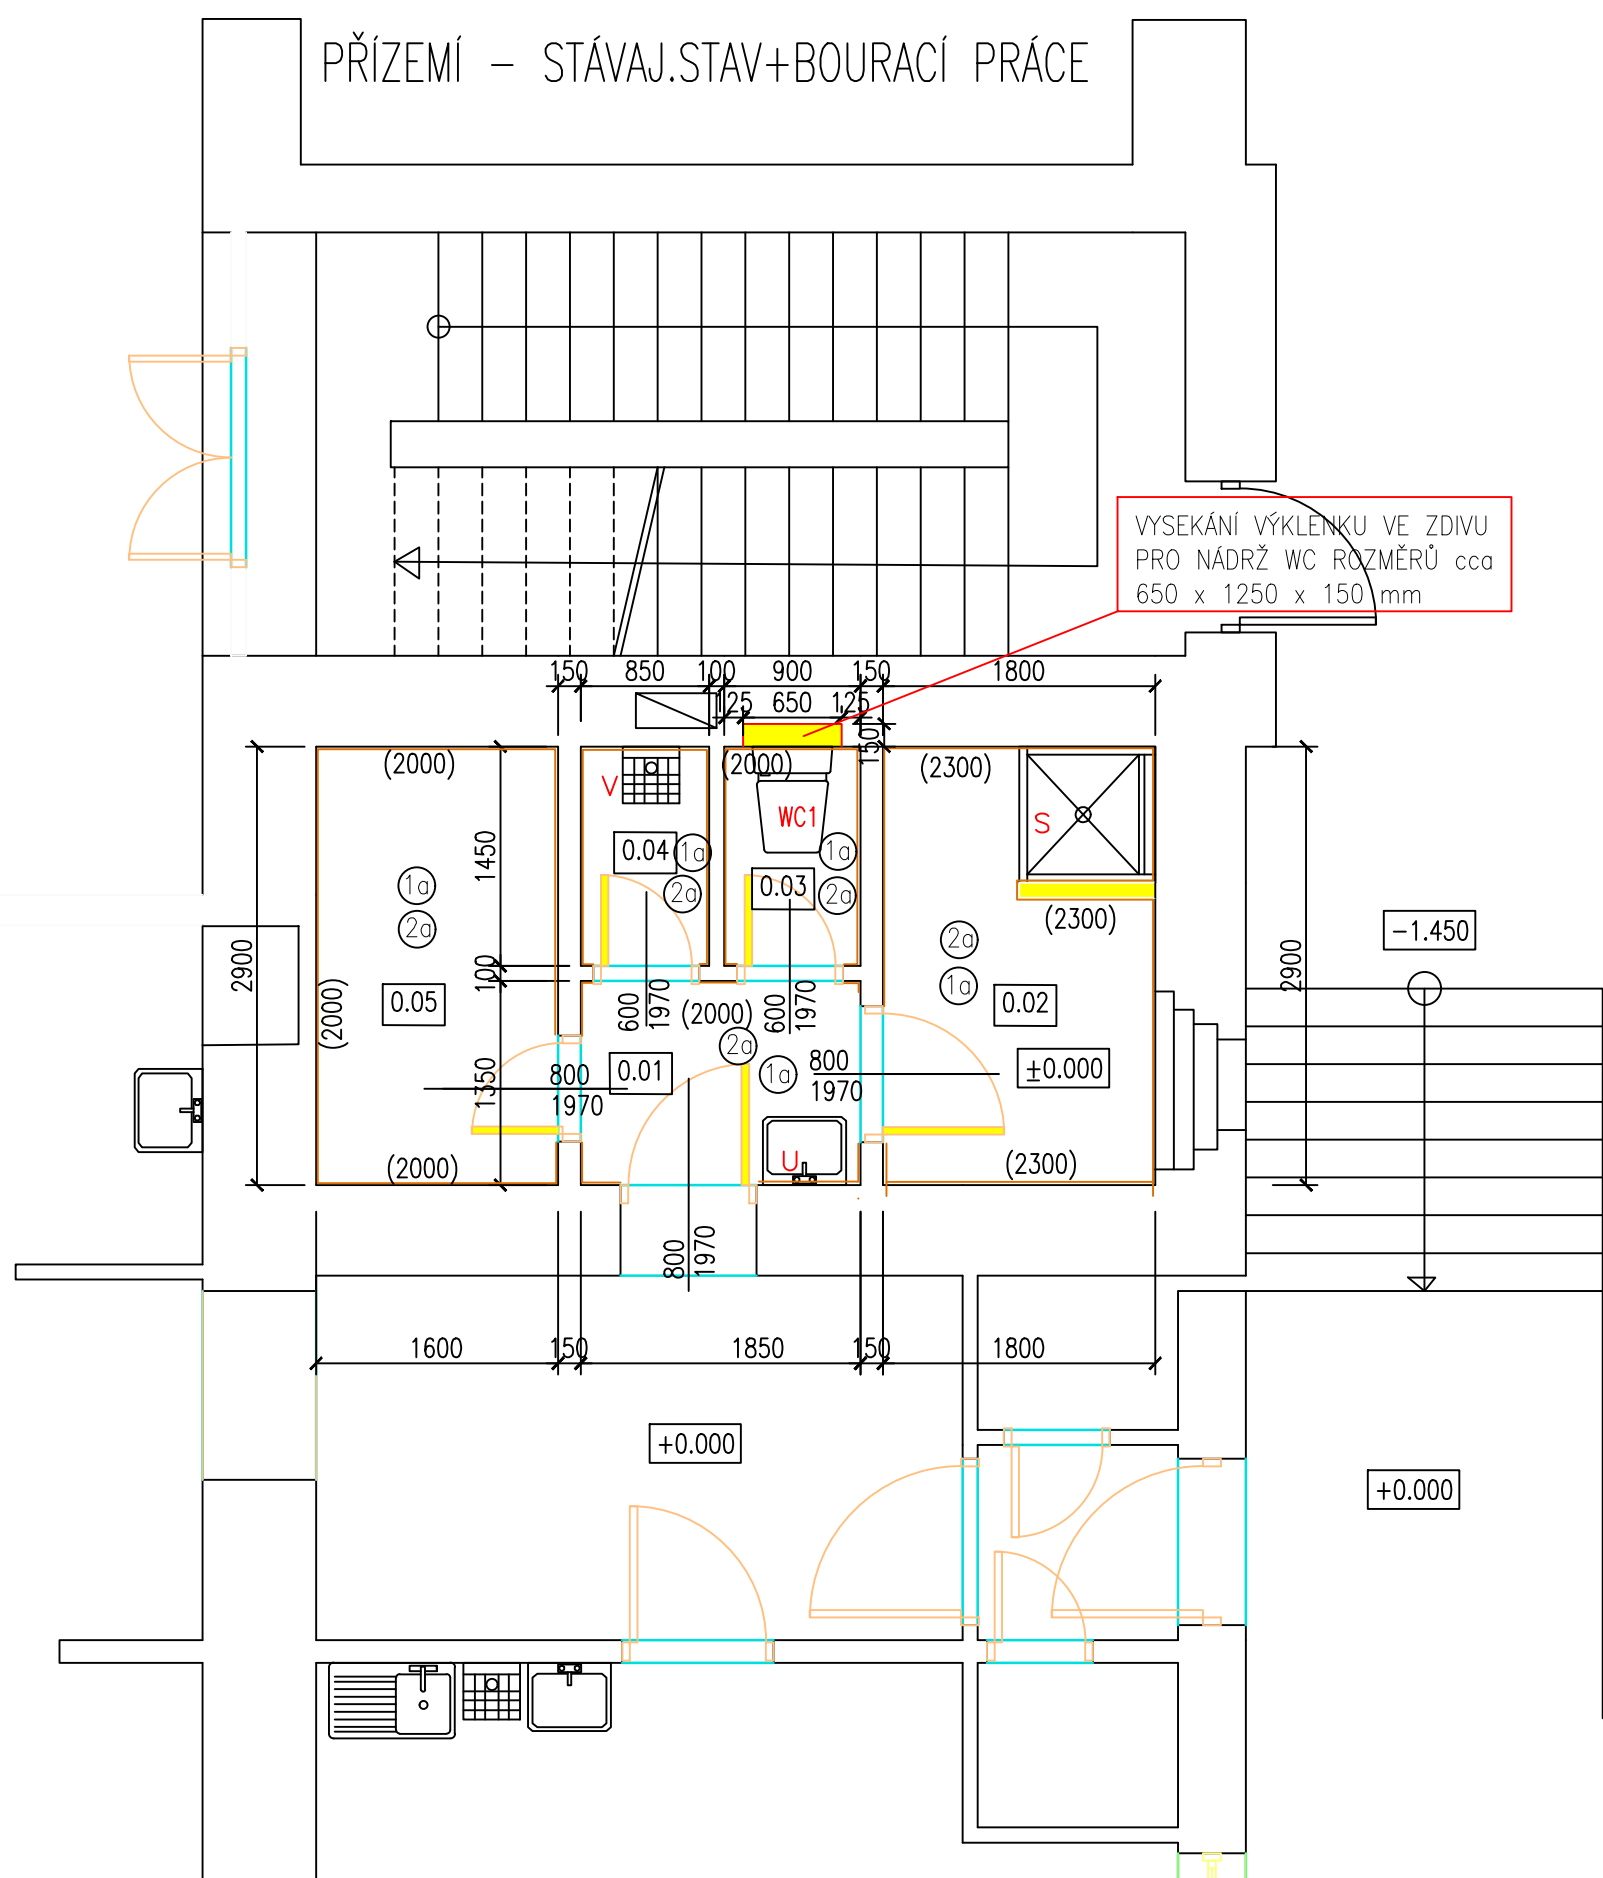 PŘÍZEMÍ - STÁVAJ.STAV+BOURACÍ PRÁCE
VYSEKÁNÍ VÝKLENKU VE ZDIVU
PRO NÁDRŽ WC ROZMĚRŮ cca
650 x 1250 x 150 mm
150 850 100 900 150 1800
125 650 125
150
(2000) (2000) (2300)
V WC1 S
0.04 1a 1a
1450
1a 0.03
2a 2a
2a (2300)
2a -1.450
2900 100 2900
1a
0.05 0.02
(2000) 600 1970 (2000) 600 1970
2a
0.01 1a 800 ±0.000
1350 800 1970
1970
U
(2000) (2300)
800 1970
1600 150 1850 150 1800
+0.000
+0.000